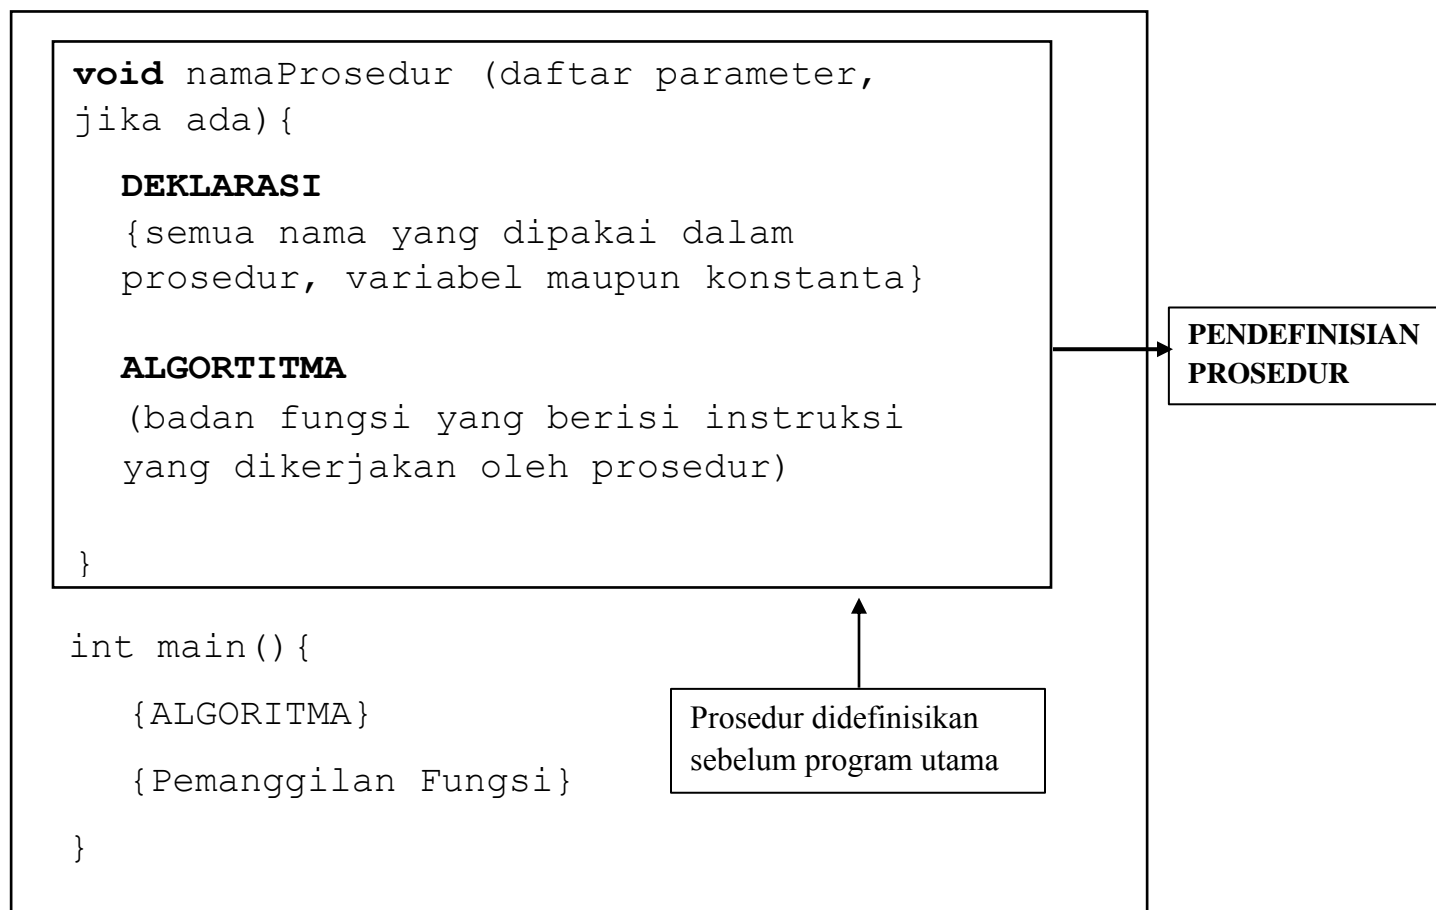 void namaProsedur (daftar parameter,
jika ada){
DEKLARASI
{semua nama yang dipakai dalam
prosedur, variabel maupun konstanta}
ALGORTITMA
(badan fungsi yang berisi instruksi
yang dikerjakan oleh prosedur)
}
PENDEFINISIAN
PROSEDUR
int main(){
{ALGORITMA}
{Pemanggilan Fungsi}
}
Prosedur didefinisikan
sebelum program utama